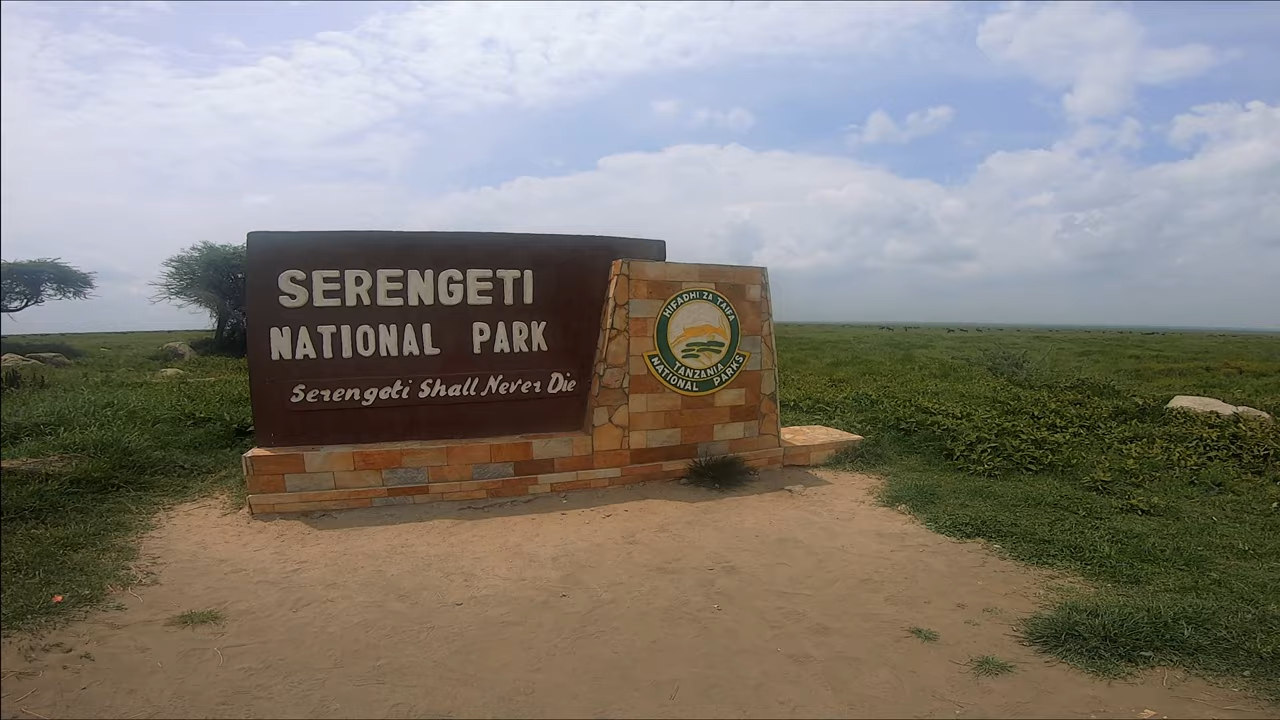 SERENGETI
NATIONAL PARK
Serengeti Shall Never Die
HIFADHI ZA TAIFA
TANZANIA
NATIONAL PARKS